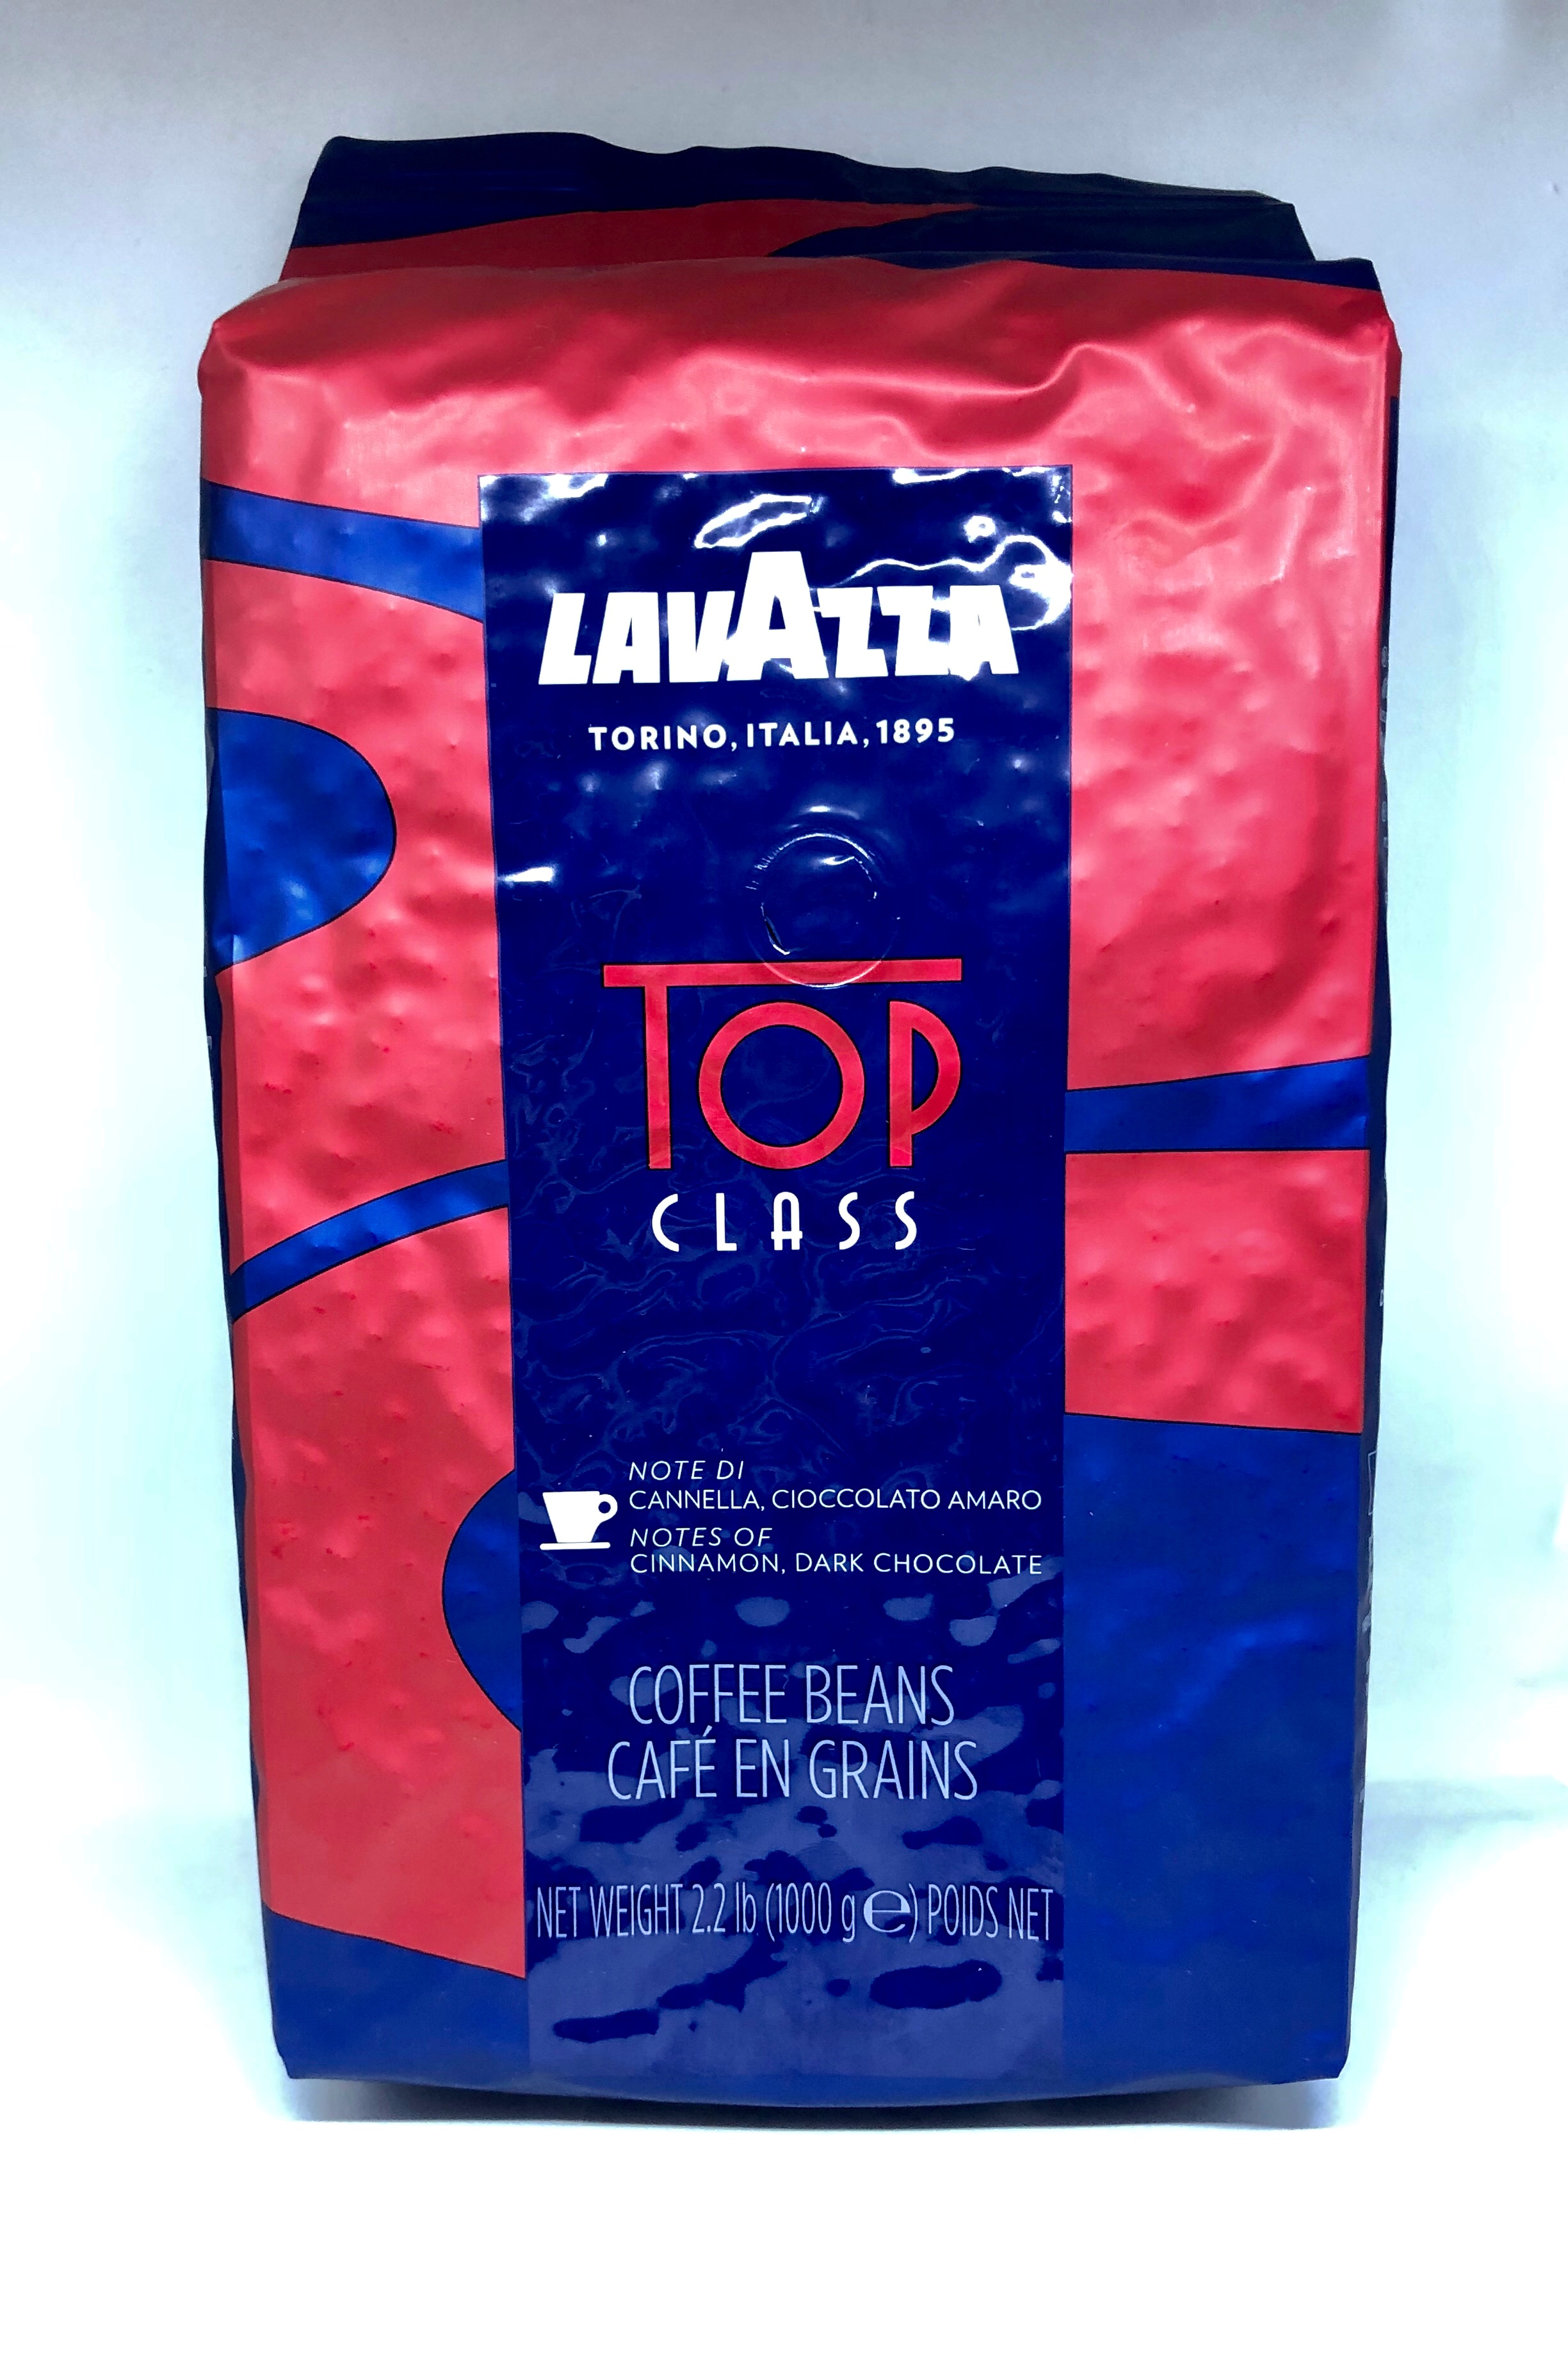 LAVAZZA
TORINO, ITALIA, 1895
TOP
CLASS
NOTE DI
CANNELLA, CIOCCOLATO AMARO
NOTES OF
CINNAMON, DARK CHOCOLATE
COFFEE BEANS
CAFÉ EN GRAINS
NET WEIGHT 2.2 lb (1000 g ℮) POIDS NET